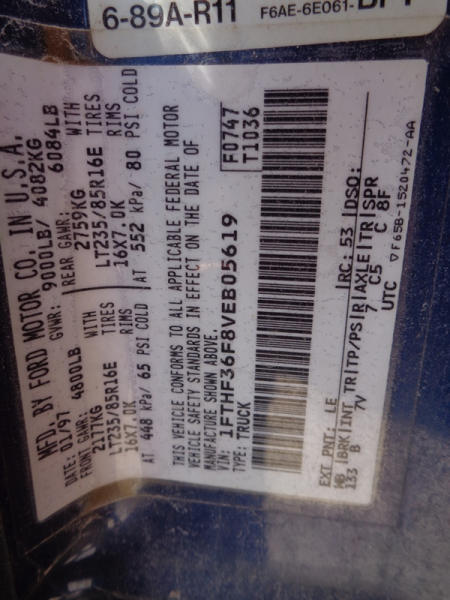 6-89A-R11
F6AE-6E061-
MFD. BY FORD MOTOR CO. IN U.S.A.
DATE: 01/97 GVWR: 9000LB/ 4082KG
FRONT GAWR: 4800LB REAR GAWR: 6084LB
2177KG WITH 2759KG WITH
LT235/85R16E TIRES LT235/85R16E TIRES
16X7.0K RIMS 16X7.0K RIMS
AT 448 kPa/ 65 PSI COLD AT 552 kPa/ 80 PSI COLD
THIS VEHICLE CONFORMS TO ALL APPLICABLE FEDERAL MOTOR
VEHICLE SAFETY STANDARDS IN EFFECT ON THE DATE OF
MANUFACTURE SHOWN ABOVE.
VIN: 1FTHF36F8VEB05619 F0747
TYPE: TRUCK T1036
EXT PNT: LE RC: 53 DSO:
WB |BRK|INT TR|TP/PS|R|AXLE|TR|SPR
133 B 7V 7 C5 C 8F
UTC ▽F65B-1520472-AA